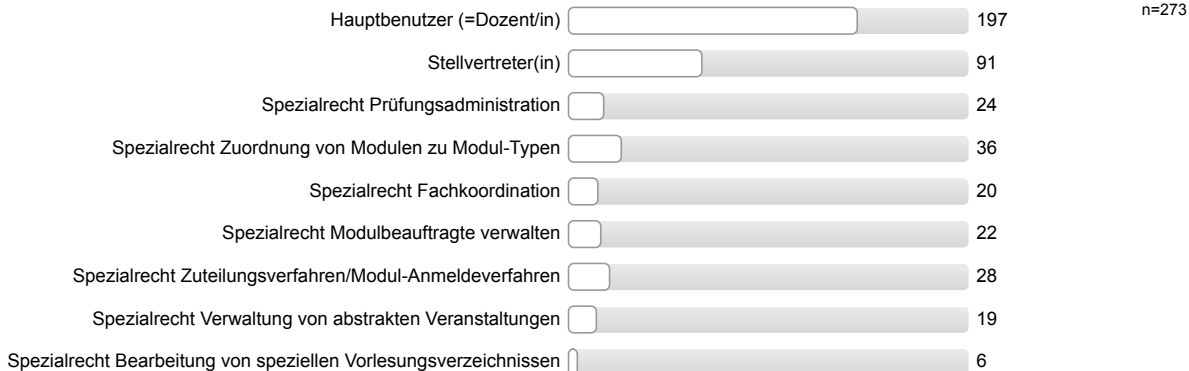 Hauptbenutzer (=Dozent/in) 197 n=273
Stellvertreter(in) 91
Spezialrecht Prüfungsadministration 24
Spezialrecht Zuordnung von Modulen zu Modul-Typen 36
Spezialrecht Fachkoordination 20
Spezialrecht Modulbeauftragte verwalten 22
Spezialrecht Zuteilungsverfahren/Modul-Anmeldeverfahren 28
Spezialrecht Verwaltung von abstrakten Veranstaltungen 19
Spezialrecht Bearbeitung von speziellen Vorlesungsverzeichnissen 6